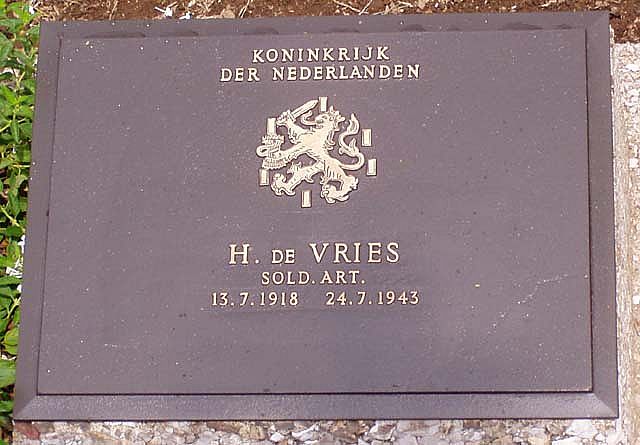 KONINKRIJK
DER NEDERLANDEN
H. DE VRIES
SOLD. ART.
13.7.1918 24.7.1943